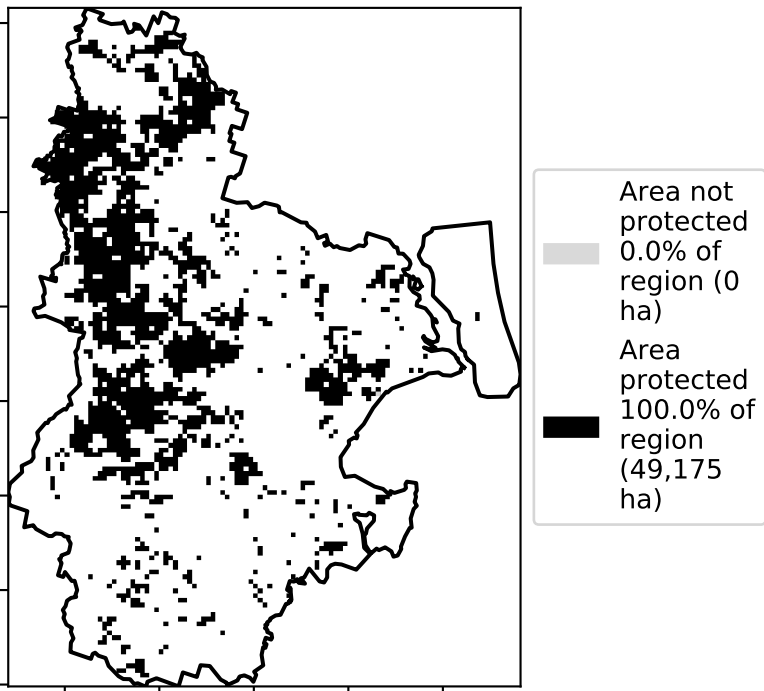 Area not
protected
0.0% of
region (0
ha)
Area
protected
100.0% of
region
(49,175
ha)